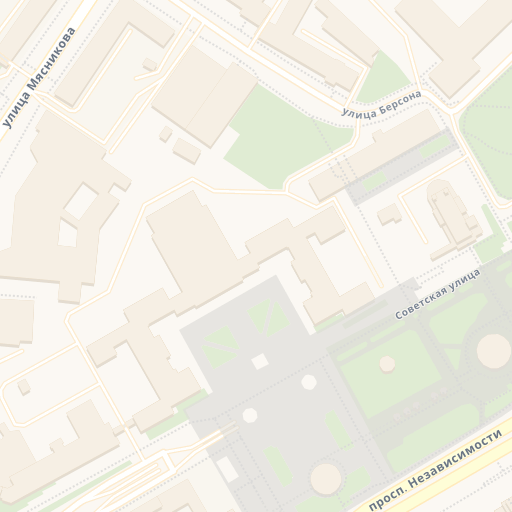 улица Мясникова
улица Берсона
Советская улица
просп. Независимости